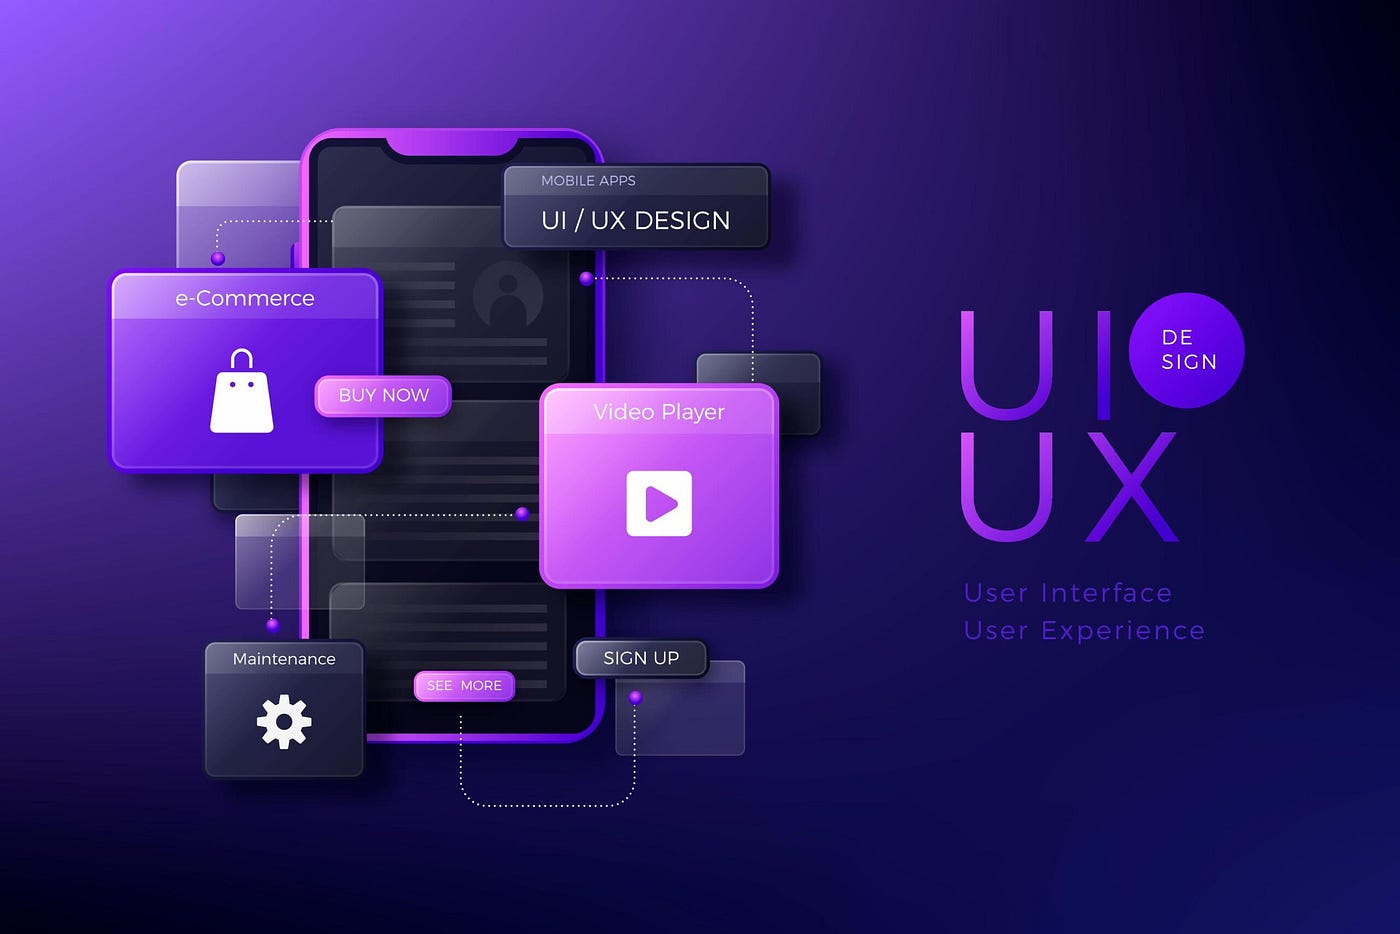 MOBILE APPS
UI / UX DESIGN
e-Commerce
BUY NOW
Video Player
Maintenance
SIGN UP
SEE MORE
UI
DE
SIGN
UX
User Interface
User Experience